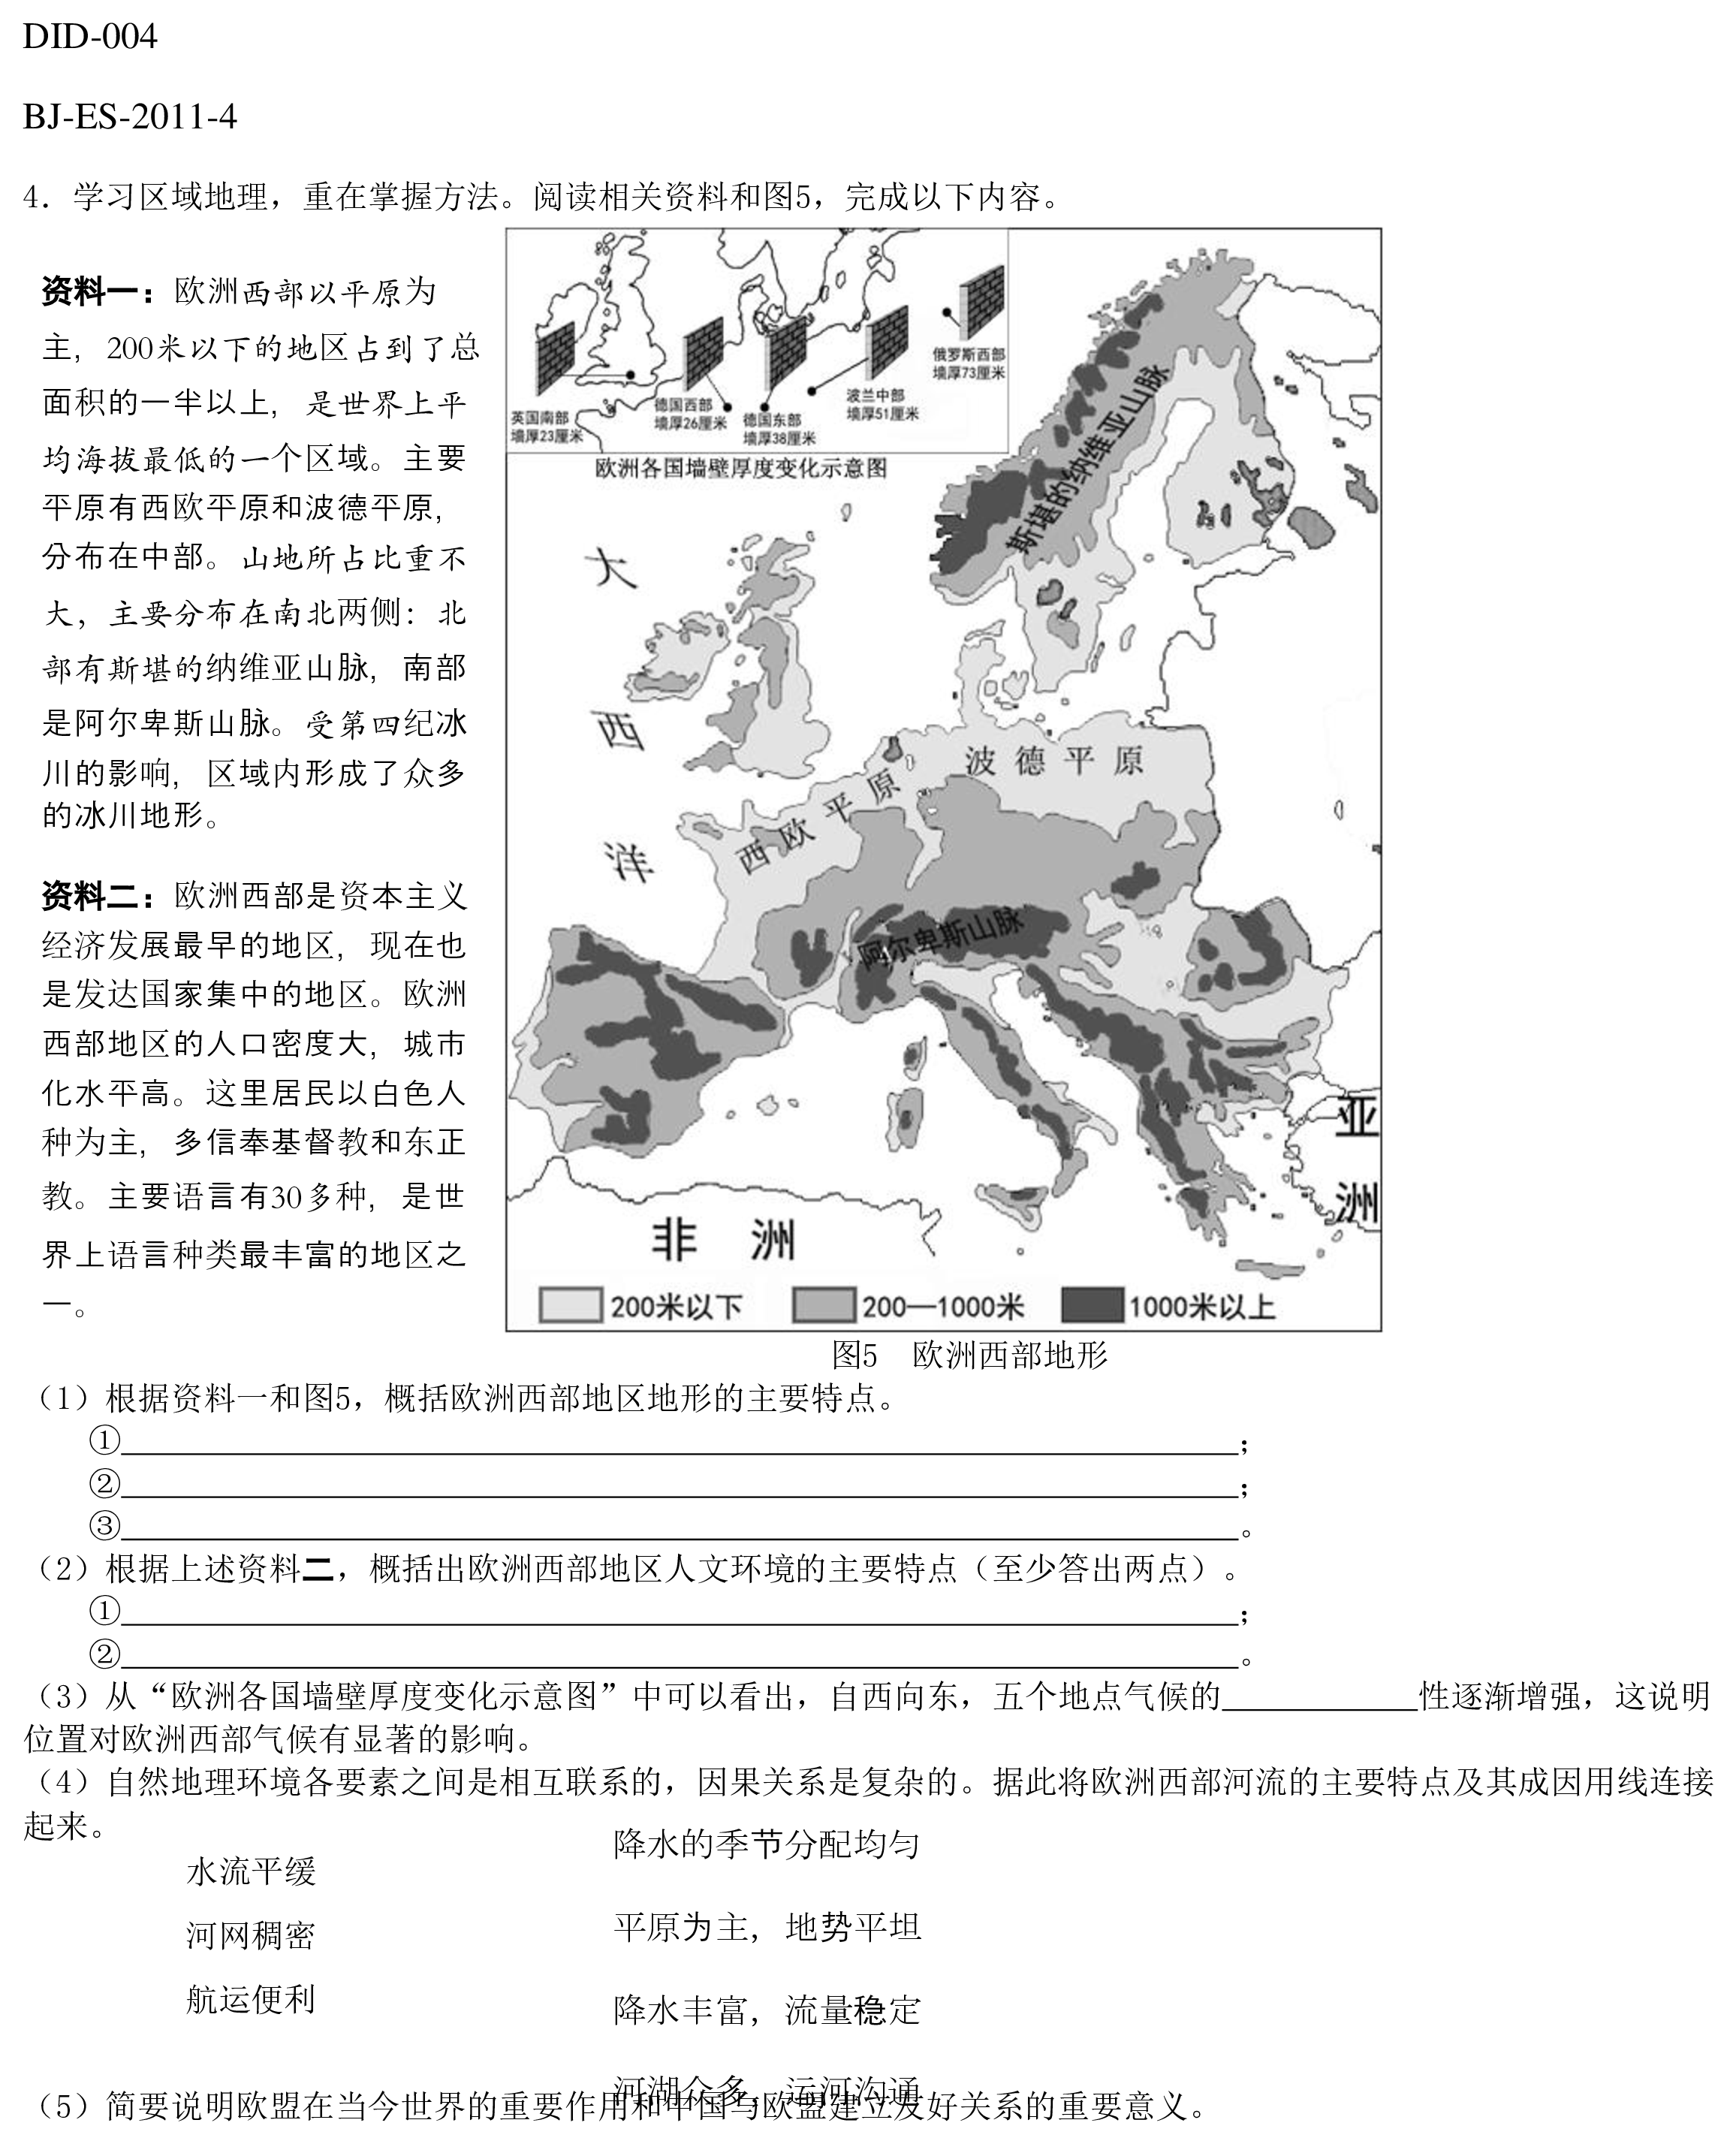 DID-004
BJ-ES-2011-4
4．学习区域地理，重在掌握方法。阅读相关资料和图5，完成以下内容。
资料一：欧洲西部以平原为
主，200米以下的地区占到了总
面积的一半以上，是世界上平
均海拔最低的一个区域。主要
平原有西欧平原和波德平原，
分布在中部。山地所占比重不
大，主要分布在南北两侧：北
部有斯堪的纳维亚山脉，南部
是阿尔卑斯山脉。受第四纪冰
川的影响，区域内形成了众多
的冰川地形。
资料二：欧洲西部是资本主义
经济发展最早的地区，现在也
是发达国家集中的地区。欧洲
西部地区的人口密度大，城市
化水平高。这里居民以白色人
种为主，多信奉基督教和东正
教。主要语言有30多种，是世
界上语言种类最丰富的地区之
一。
英国南部
墙厚23厘米
德国西部
墙厚26厘米
德国东部
墙厚38厘米
波兰中部
墙厚51厘米
俄罗斯西部
墙厚73厘米
欧洲各国墙壁厚度变化示意图
斯堪的纳维亚山脉
大西洋
波德平原
西欧平原
阿尔卑斯山脉
亚洲
非洲
200米以下
200—1000米
1000米以上
图5 欧洲西部地形
（1）根据资料一和图5，概括欧洲西部地区地形的主要特点。
①；
②；
③。
（2）根据上述资料二，概括出欧洲西部地区人文环境的主要特点（至少答出两点）。
①；
②。
（3）从“欧洲各国墙壁厚度变化示意图”中可以看出，自西向东，五个地点气候的____________性逐渐增强，这说明
位置对欧洲西部气候有显著的影响。
（4）自然地理环境各要素之间是相互联系的，因果关系是复杂的。据此将欧洲西部河流的主要特点及其成因用线连接
起来。
降水的季节分配均匀
水流平缓
平原为主，地势平坦
河网稠密
航运便利
降水丰富，流量稳定
河湖众多，运河沟通
（5）简要说明欧盟在当今世界的重要作用和中国与欧盟建立友好关系的重要意义。